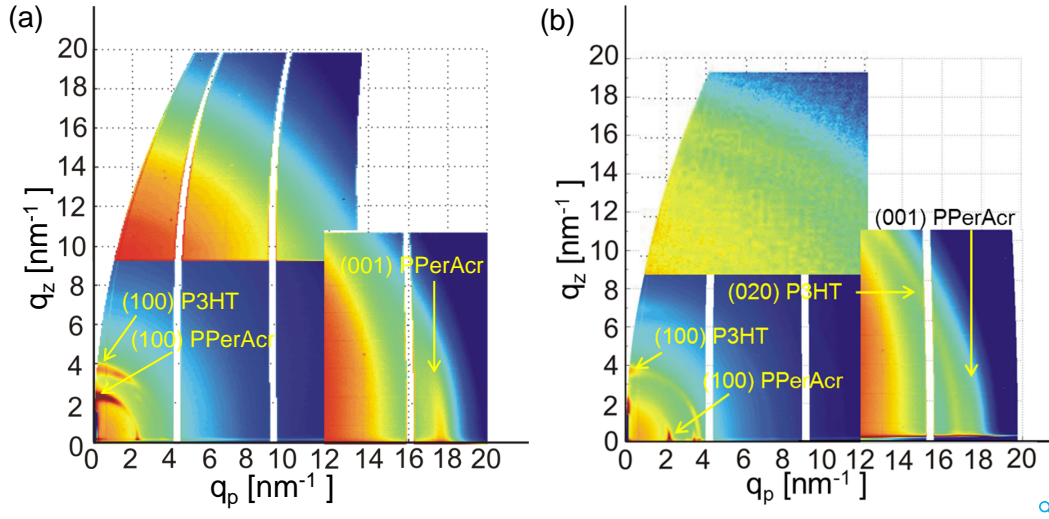 (a)
20
18
16
14
12
10
8
6
4
2
0
q_z [nm⁻¹]
(001) PPerAcr
(100) P3HT
(100) PPerAcr
0 2 4 6 8 10 12 14 16 18 20
q_p [nm⁻¹ ]
(b)
20
18
16
14
12
10
8
6
4
2
0
q_z [nm⁻¹]
(001) PPerAcr
(020) P3HT
(100) P3HT
(100) PPerAcr
0 2 4 6 8 10 12 14 16 18 20
q_p [nm⁻¹ ]